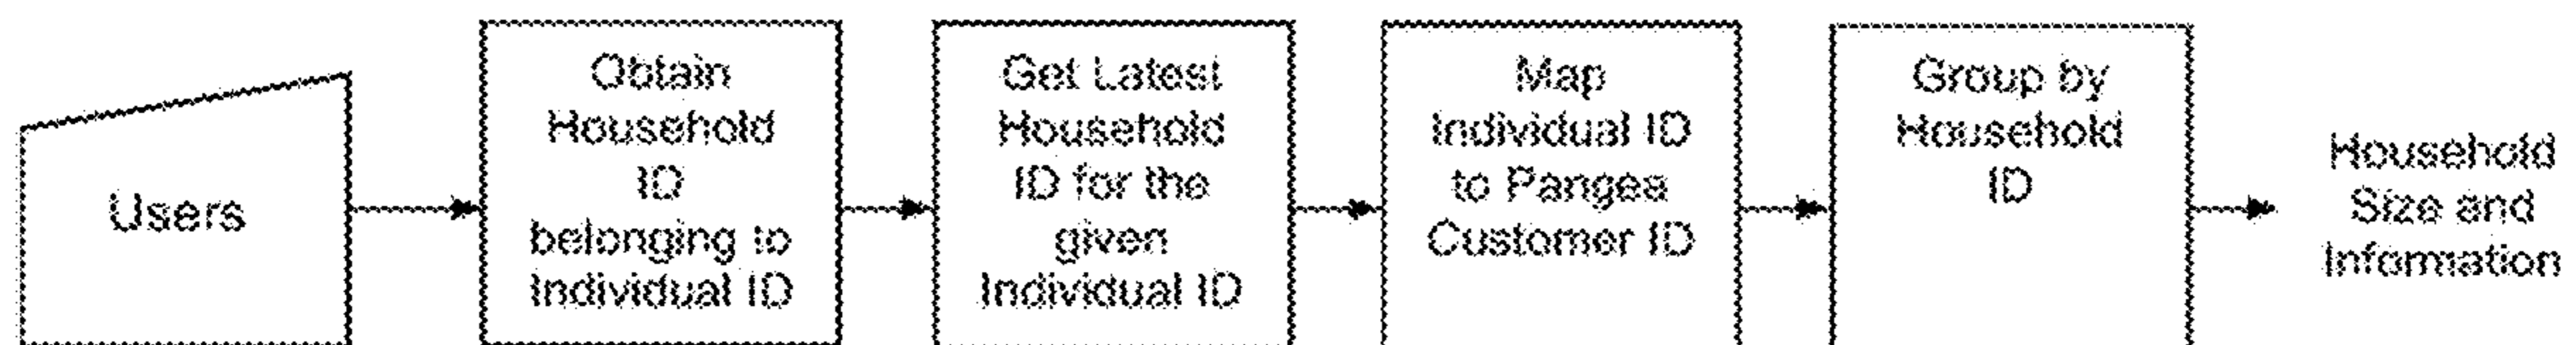 Users
Obtain
Household
ID
belonging to
Individual ID
Get Latest
Household
ID for the
given
Individual ID
Map
Individual ID
to Pangea
Customer ID
Group by
Household
ID
Household
Size and
Information